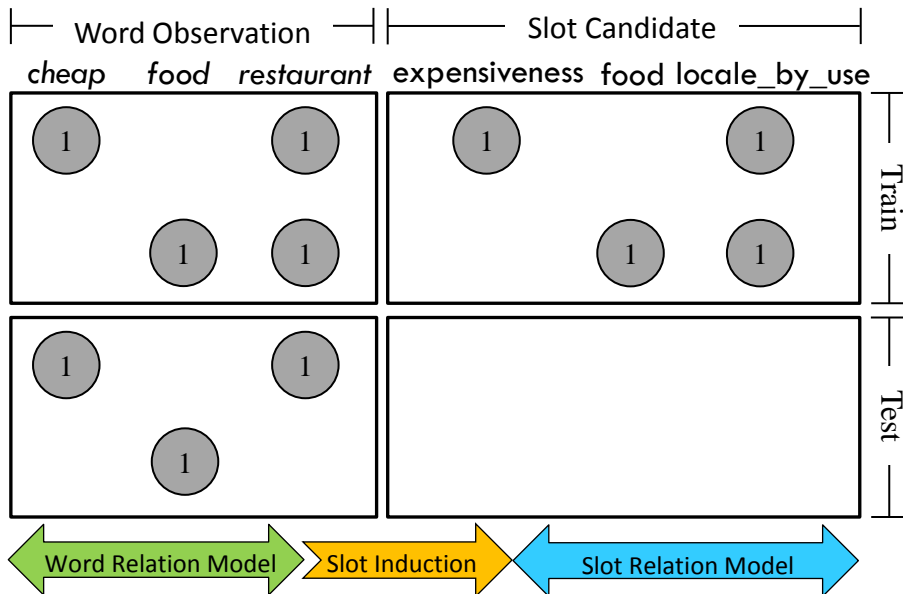 Word Observation Slot Candidate
cheap food restaurant expensiveness food locale_by_use
1 1 1 1
Train
1 1 1 1
1 1
Test
1
Word Relation Model Slot Induction Slot Relation Model